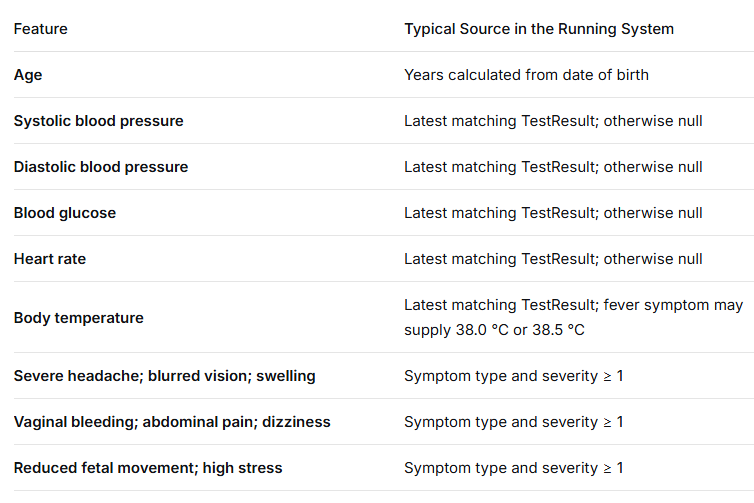 Feature Typical Source in the Running System
Age Years calculated from date of birth
Systolic blood pressure Latest matching TestResult; otherwise null
Diastolic blood pressure Latest matching TestResult; otherwise null
Blood glucose Latest matching TestResult; otherwise null
Heart rate Latest matching TestResult; otherwise null
Body temperature Latest matching TestResult; fever symptom may
supply 38.0 °C or 38.5 °C
Severe headache; blurred vision; swelling Symptom type and severity ≥ 1
Vaginal bleeding; abdominal pain; dizziness Symptom type and severity ≥ 1
Reduced fetal movement; high stress Symptom type and severity ≥ 1